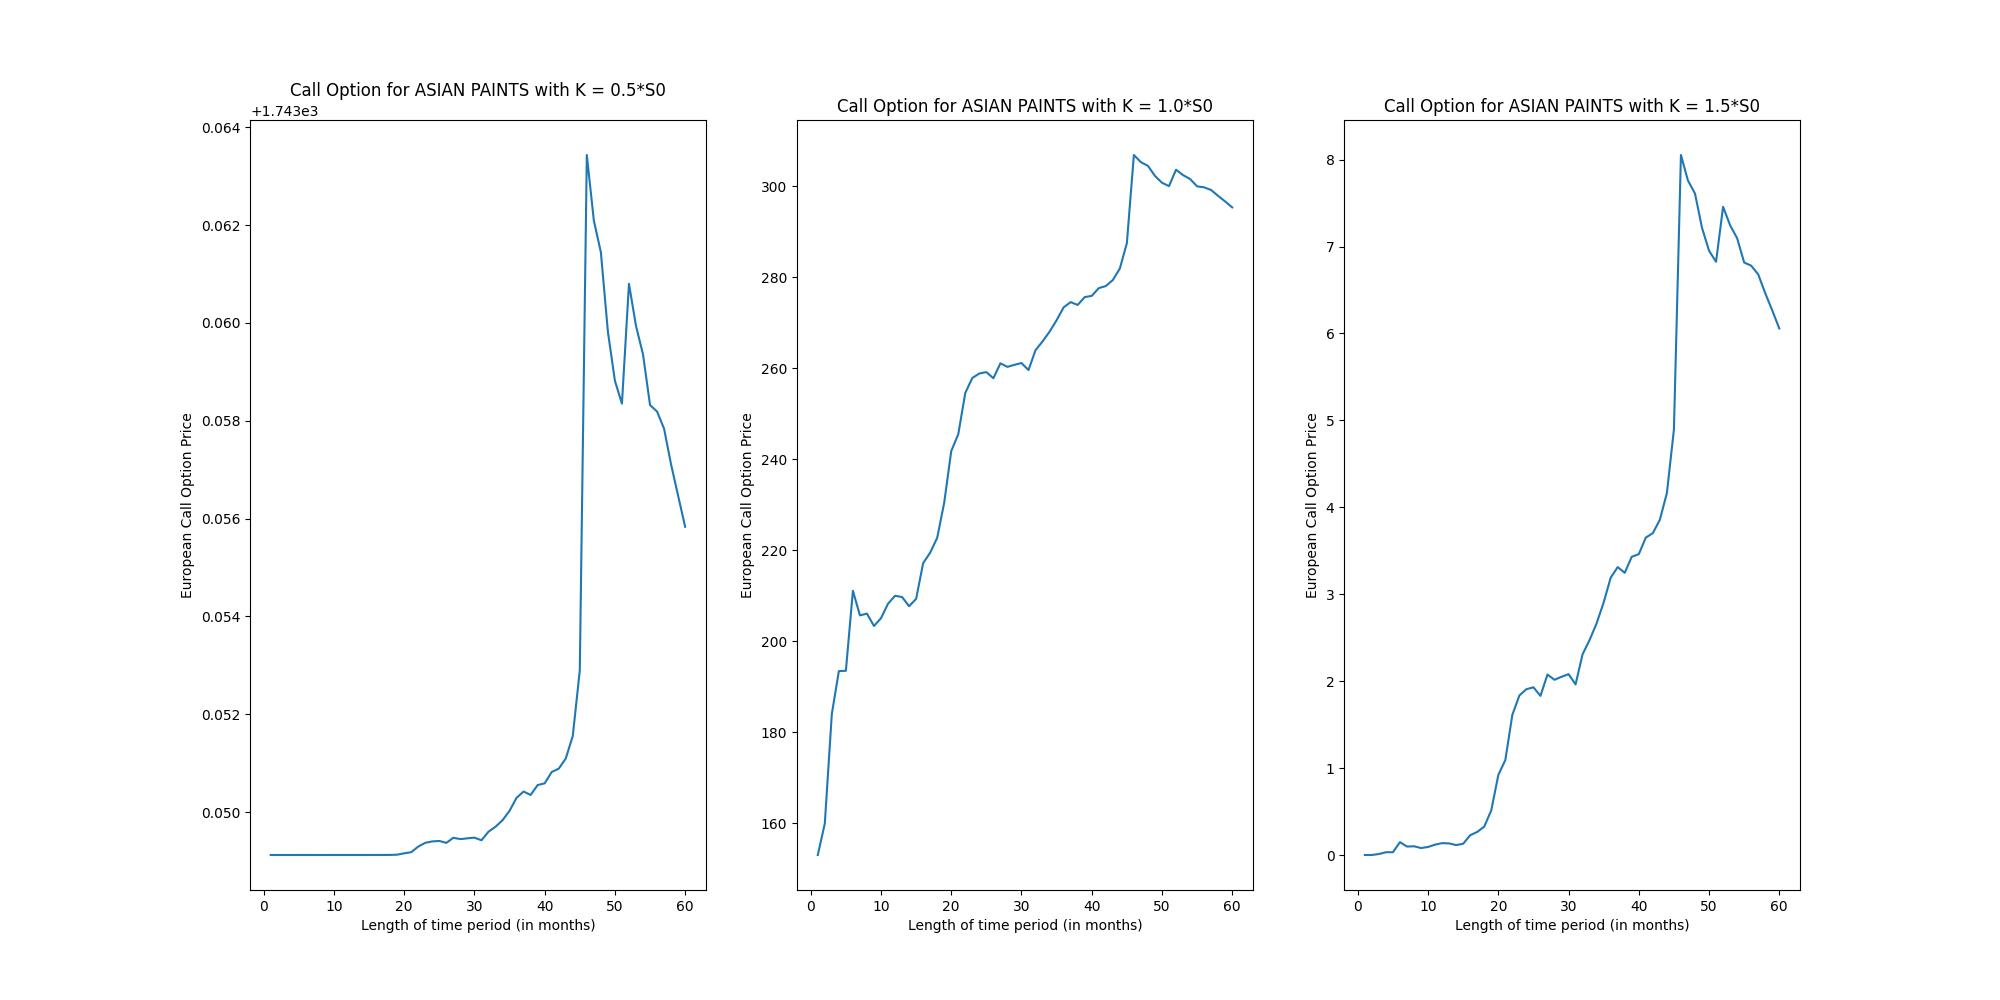 Call Option for ASIAN PAINTS with K = 0.5*S0
+1.743e3
0.064
0.062
0.060
0.058
0.056
0.054
0.052
0.050
European Call Option Price
0 10 20 30 40 50 60
Length of time period (in months)
Call Option for ASIAN PAINTS with K = 1.0*S0
300
280
260
240
220
200
180
160
European Call Option Price
0 10 20 30 40 50 60
Length of time period (in months)
Call Option for ASIAN PAINTS with K = 1.5*S0
8
7
6
5
4
3
2
1
0
European Call Option Price
0 10 20 30 40 50 60
Length of time period (in months)